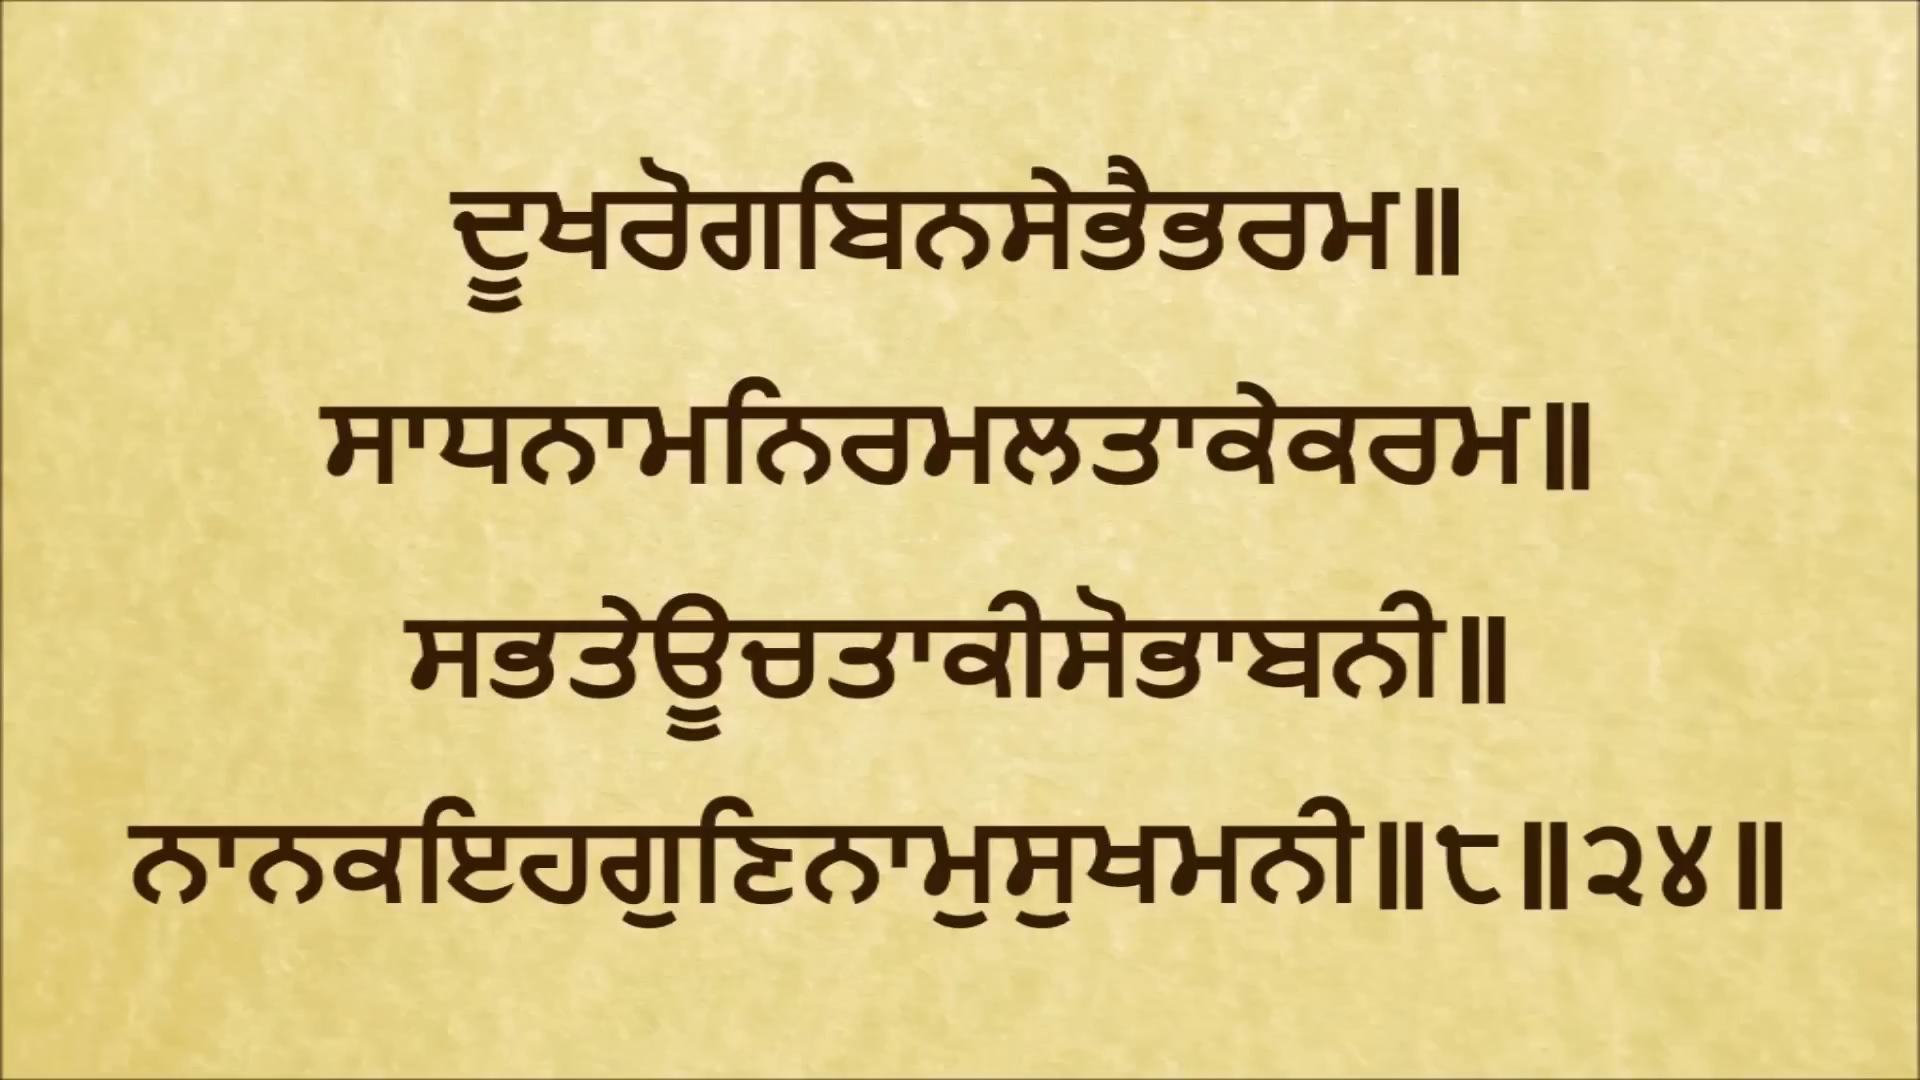 ਦੂਖਰੋਗਬਿਨਸੇਭੈਭਰਮ॥
ਸਾਧਨਾਮਨਿਰਮਲਤਾਕੇਕਰਮ॥
ਸਭਤੇਊਚਤਾਕੀਸੋਭਾਬਨੀ॥
ਨਾਨਕਇਹਗੁਣਿਨਾਮੁਸੁਖਮਨੀ॥੮॥੨੪॥